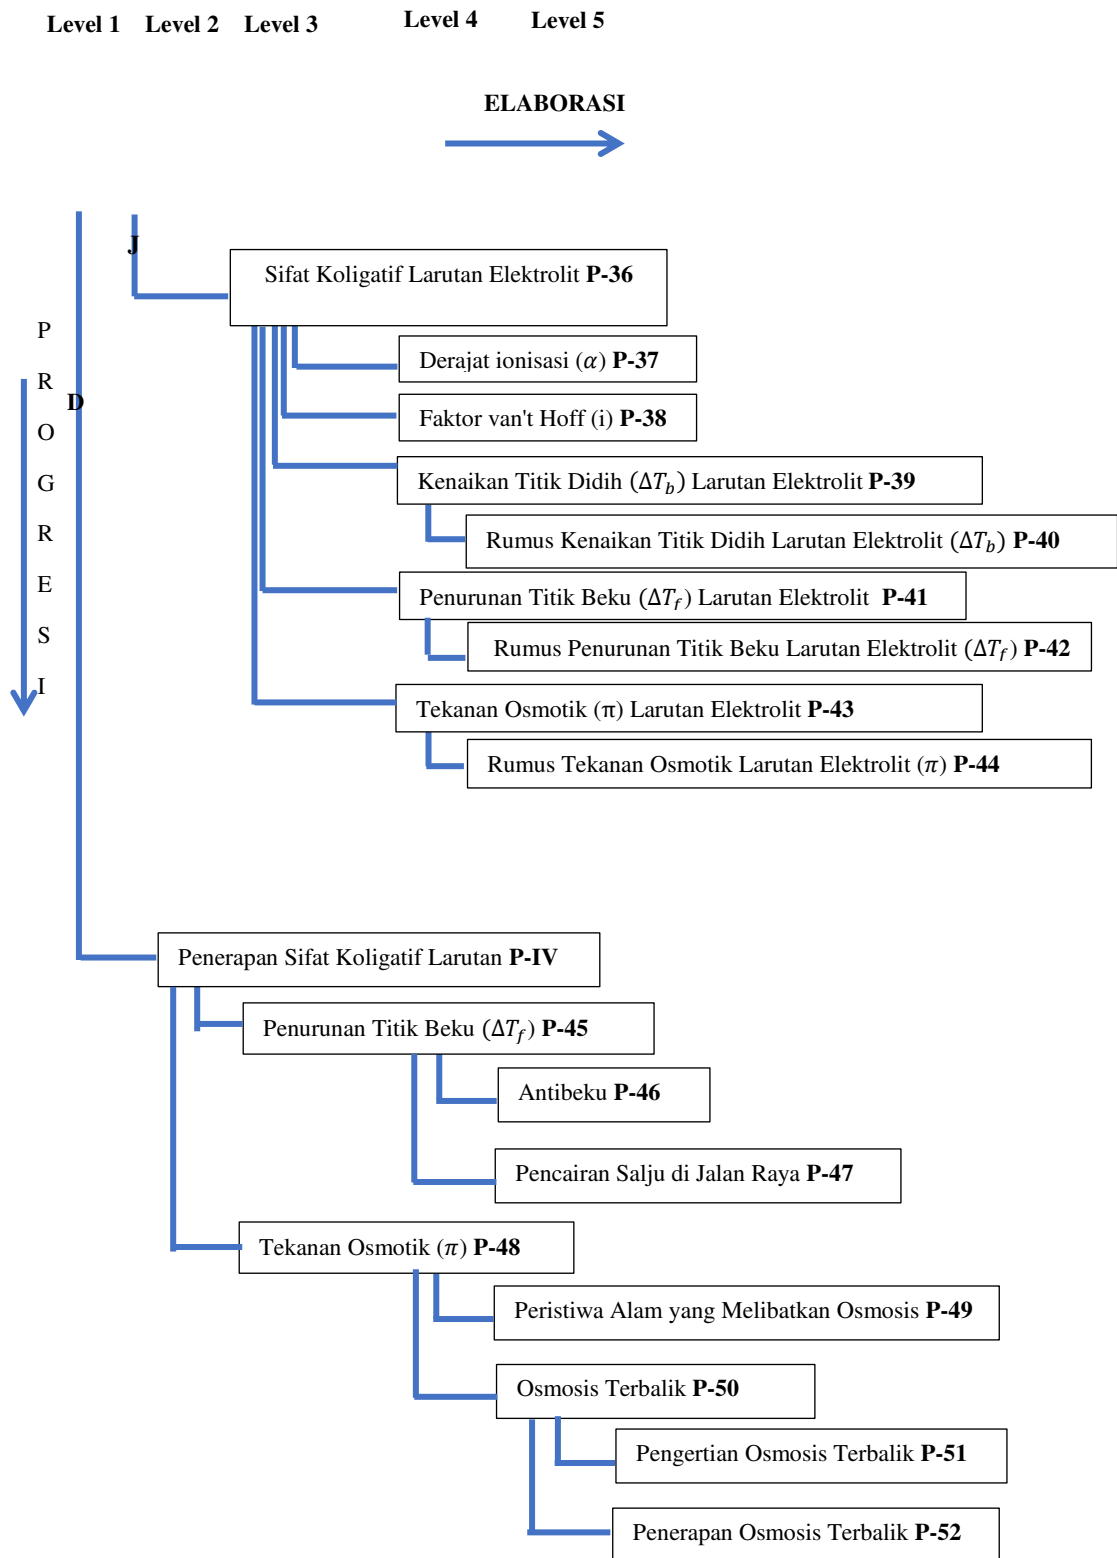 Level 1 Level 2 Level 3 Level 4 Level 5
ELABORASI
J
Sifat Koligatif Larutan Elektrolit P-36
P
R
O
G
R
E
S
I
D
Derajat ionisasi (α) P-37
Faktor van't Hoff (i) P-38
Kenaikan Titik Didih (ΔT_b) Larutan Elektrolit P-39
Rumus Kenaikan Titik Didih Larutan Elektrolit (ΔT_b) P-40
Penurunan Titik Beku (ΔT_f) Larutan Elektrolit P-41
Rumus Penurunan Titik Beku Larutan Elektrolit (ΔT_f) P-42
Tekanan Osmotik (π) Larutan Elektrolit P-43
Rumus Tekanan Osmotik Larutan Elektrolit (π) P-44
Penerapan Sifat Koligatif Larutan P-IV
Penurunan Titik Beku (ΔT_f) P-45
Antibeku P-46
Pencairan Salju di Jalan Raya P-47
Tekanan Osmotik (π) P-48
Peristiwa Alam yang Melibatkan Osmosis P-49
Osmosis Terbalik P-50
Pengertian Osmosis Terbalik P-51
Penerapan Osmosis Terbalik P-52